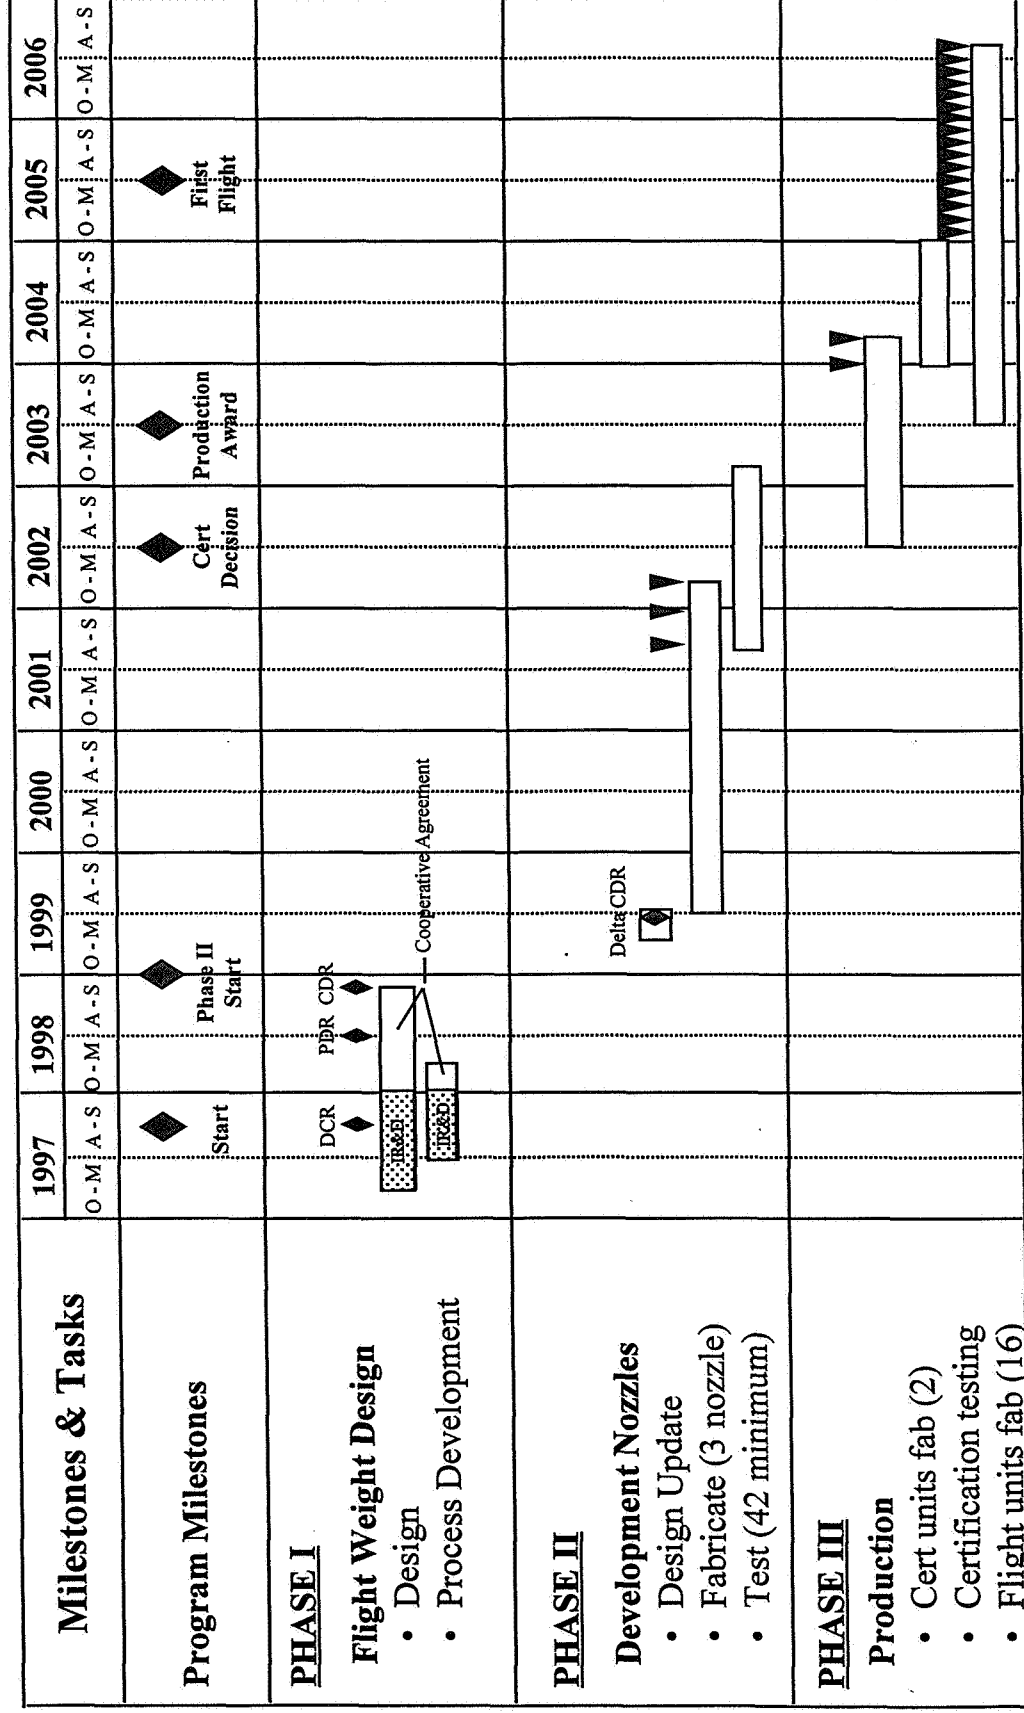 Milestones & Tasks
1997 1998 1999 2000 2001 2002 2003 2004 2005 2006
O - M A - S O - M A - S O - M A - S O - M A - S O - M A - S O - M A - S O - M A - S O - M A - S O - M A - S O - M A - S
Program Milestones
Start
Phase II
Start
Cert
Decision
Production
Award
First
Flight
PHASE I
Flight Weight Design
• Design
• Process Development
DCR PDR CDR
IR&D
IR&D
Cooperative Agreement
PHASE II
Development Nozzles
• Design Update
• Fabricate (3 nozzle)
• Test (42 minimum)
Delta CDR
PHASE III
Production
• Cert units fab (2)
• Certification testing
• Flight units fab (16)